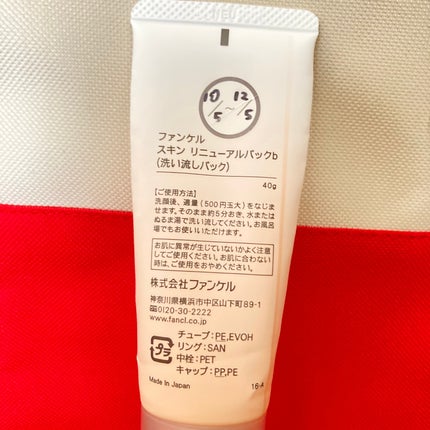 10/5 ~ 12/5
ファンケル
スキン リニューアルパックb
(洗い流しパック)
40g
【ご使用方法】
洗顔後、適量(500円玉大)をなじま
せます。そのまま約5分おき、水または
ぬるま湯で洗い流してください。お風呂
場でもお使いいただけます。
お肌に異常が生じていないかよく注意
してご使用ください。お肌に合わない
時は、ご使用をおやめください。
株式会社ファンケル
神奈川県横浜市中区山下町89-1
0120-30-2222
www.fancl.co.jp
チューブ:PE,EVOH
リング:SAN
中栓:PET
キャップ:PP,PE
プラ
Made in Japan
16-A